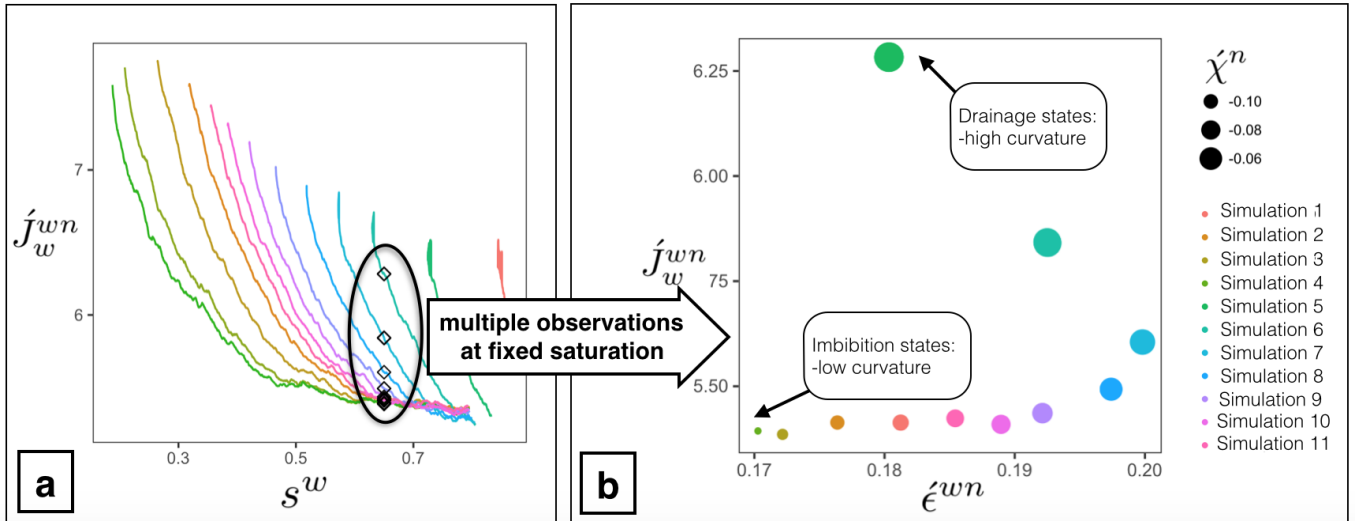 7
6
j́_w^{wn}
0.3 0.5 0.7
s^w
a
multiple observations
at fixed saturation
6.25
6.00
75
5.50
j́_w^{wn}
Drainage states:
-high curvature
Imbibition states:
-low curvature
0.17 0.18 0.19 0.20
ϵ́^{wn}
b
χ́^n
-0.10
-0.08
-0.06
Simulation 1
Simulation 2
Simulation 3
Simulation 4
Simulation 5
Simulation 6
Simulation 7
Simulation 8
Simulation 9
Simulation 10
Simulation 11